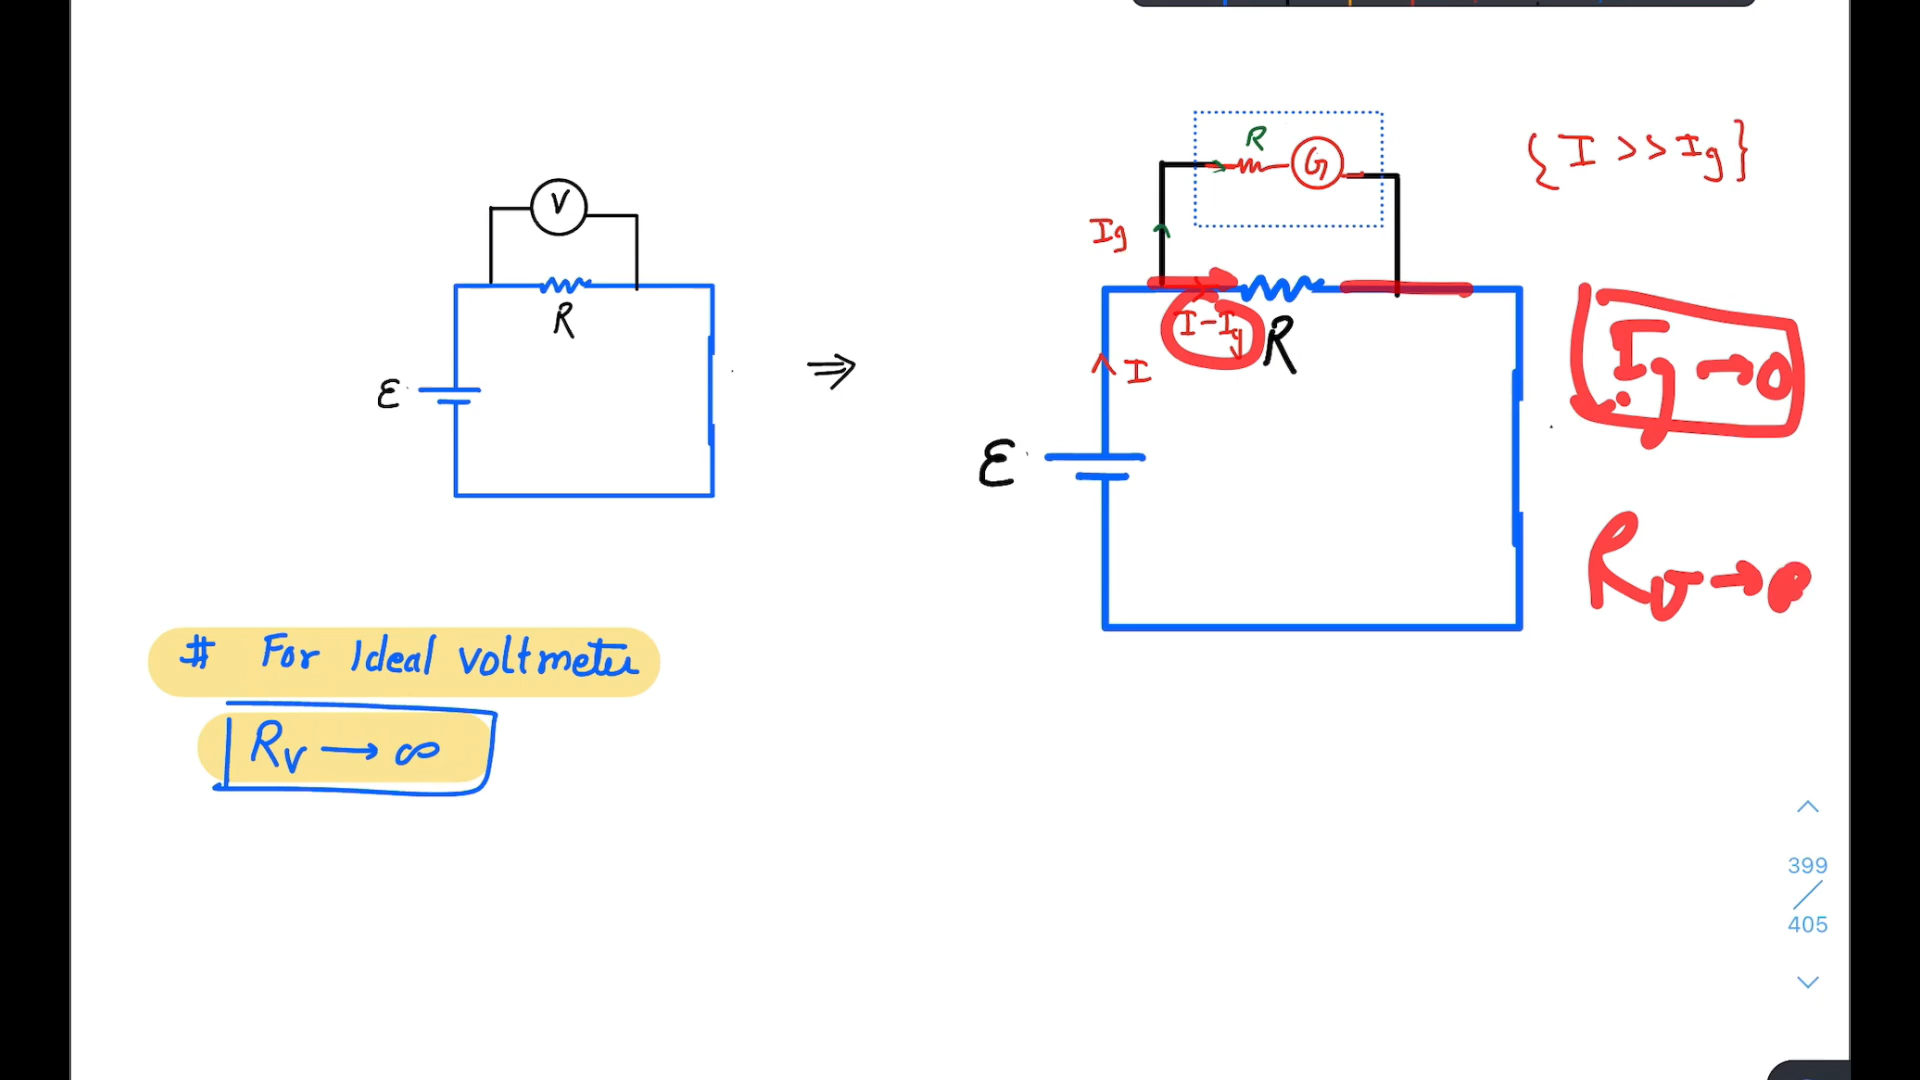 V
R
ε
⇒
R
G
{I >> Ig}
Ig
I-Ig
R
I
ε
Ig → 0
Rv →
# For Ideal voltmeter
Rv → ∞
399
/
405